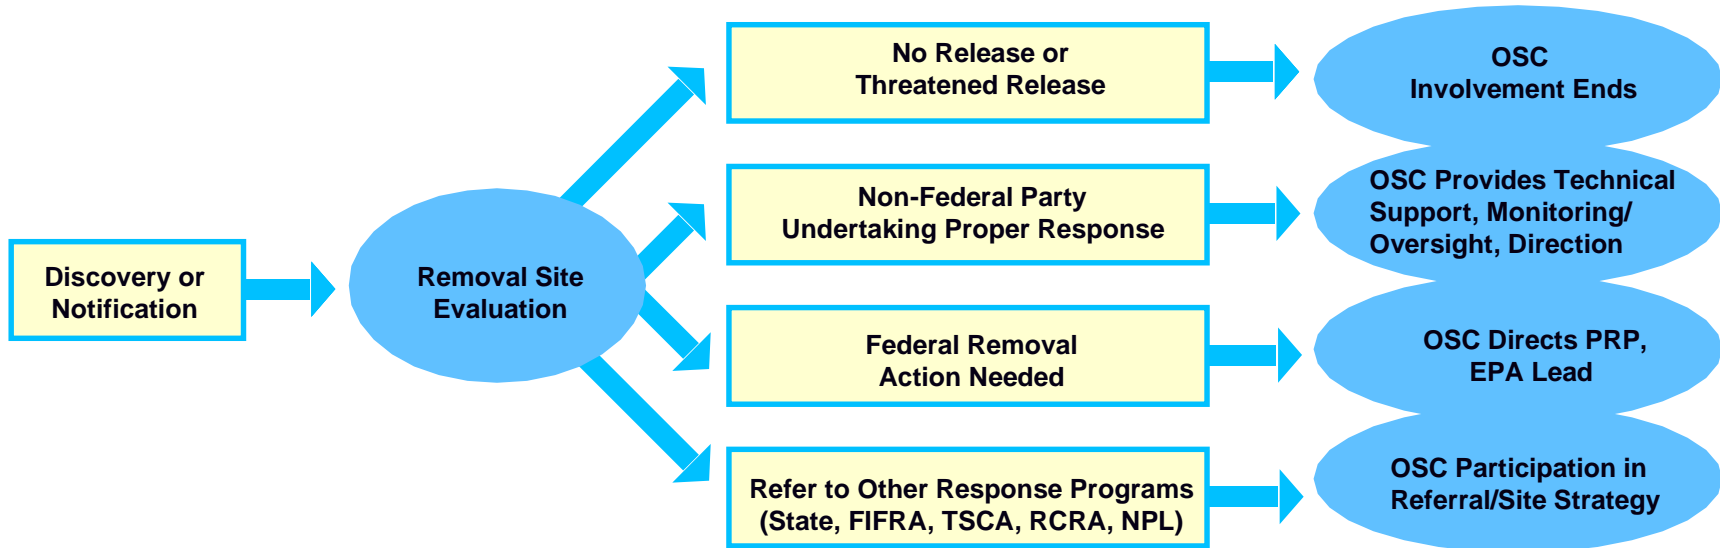 Discovery or
Notification
Removal Site
Evaluation
No Release or
Threatened Release
OSC
Involvement Ends
Non-Federal Party
Undertaking Proper Response
OSC Provides Technical
Support, Monitoring/
Oversight, Direction
Federal Removal
Action Needed
OSC Directs PRP,
EPA Lead
Refer to Other Response Programs
(State, FIFRA, TSCA, RCRA, NPL)
OSC Participation in
Referral/Site Strategy